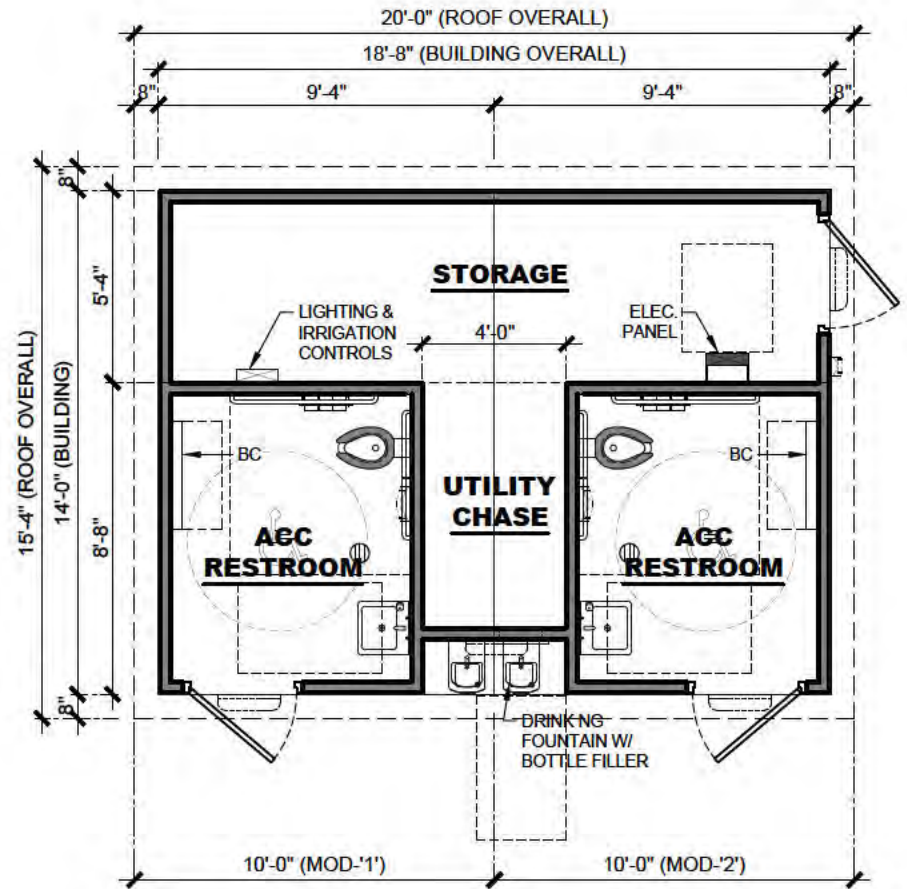 20'-0" (ROOF OVERALL)
18'-8" (BUILDING OVERALL)
8"
9'-4"
9'-4"
8"
8"
5'-4"
8'-8"
8"
14'-0" (BUILDING)
15'-4" (ROOF OVERALL)
STORAGE
LIGHTING &
IRRIGATION
CONTROLS
4'-0"
ELEC.
PANEL
BC
BC
UTILITY
CHASE
ACC
RESTROOM
ACC
RESTROOM
DRINK NG
FOUNTAIN W/
BOTTLE FILLER
10'-0" (MOD-'1')
10'-0" (MOD-'2')